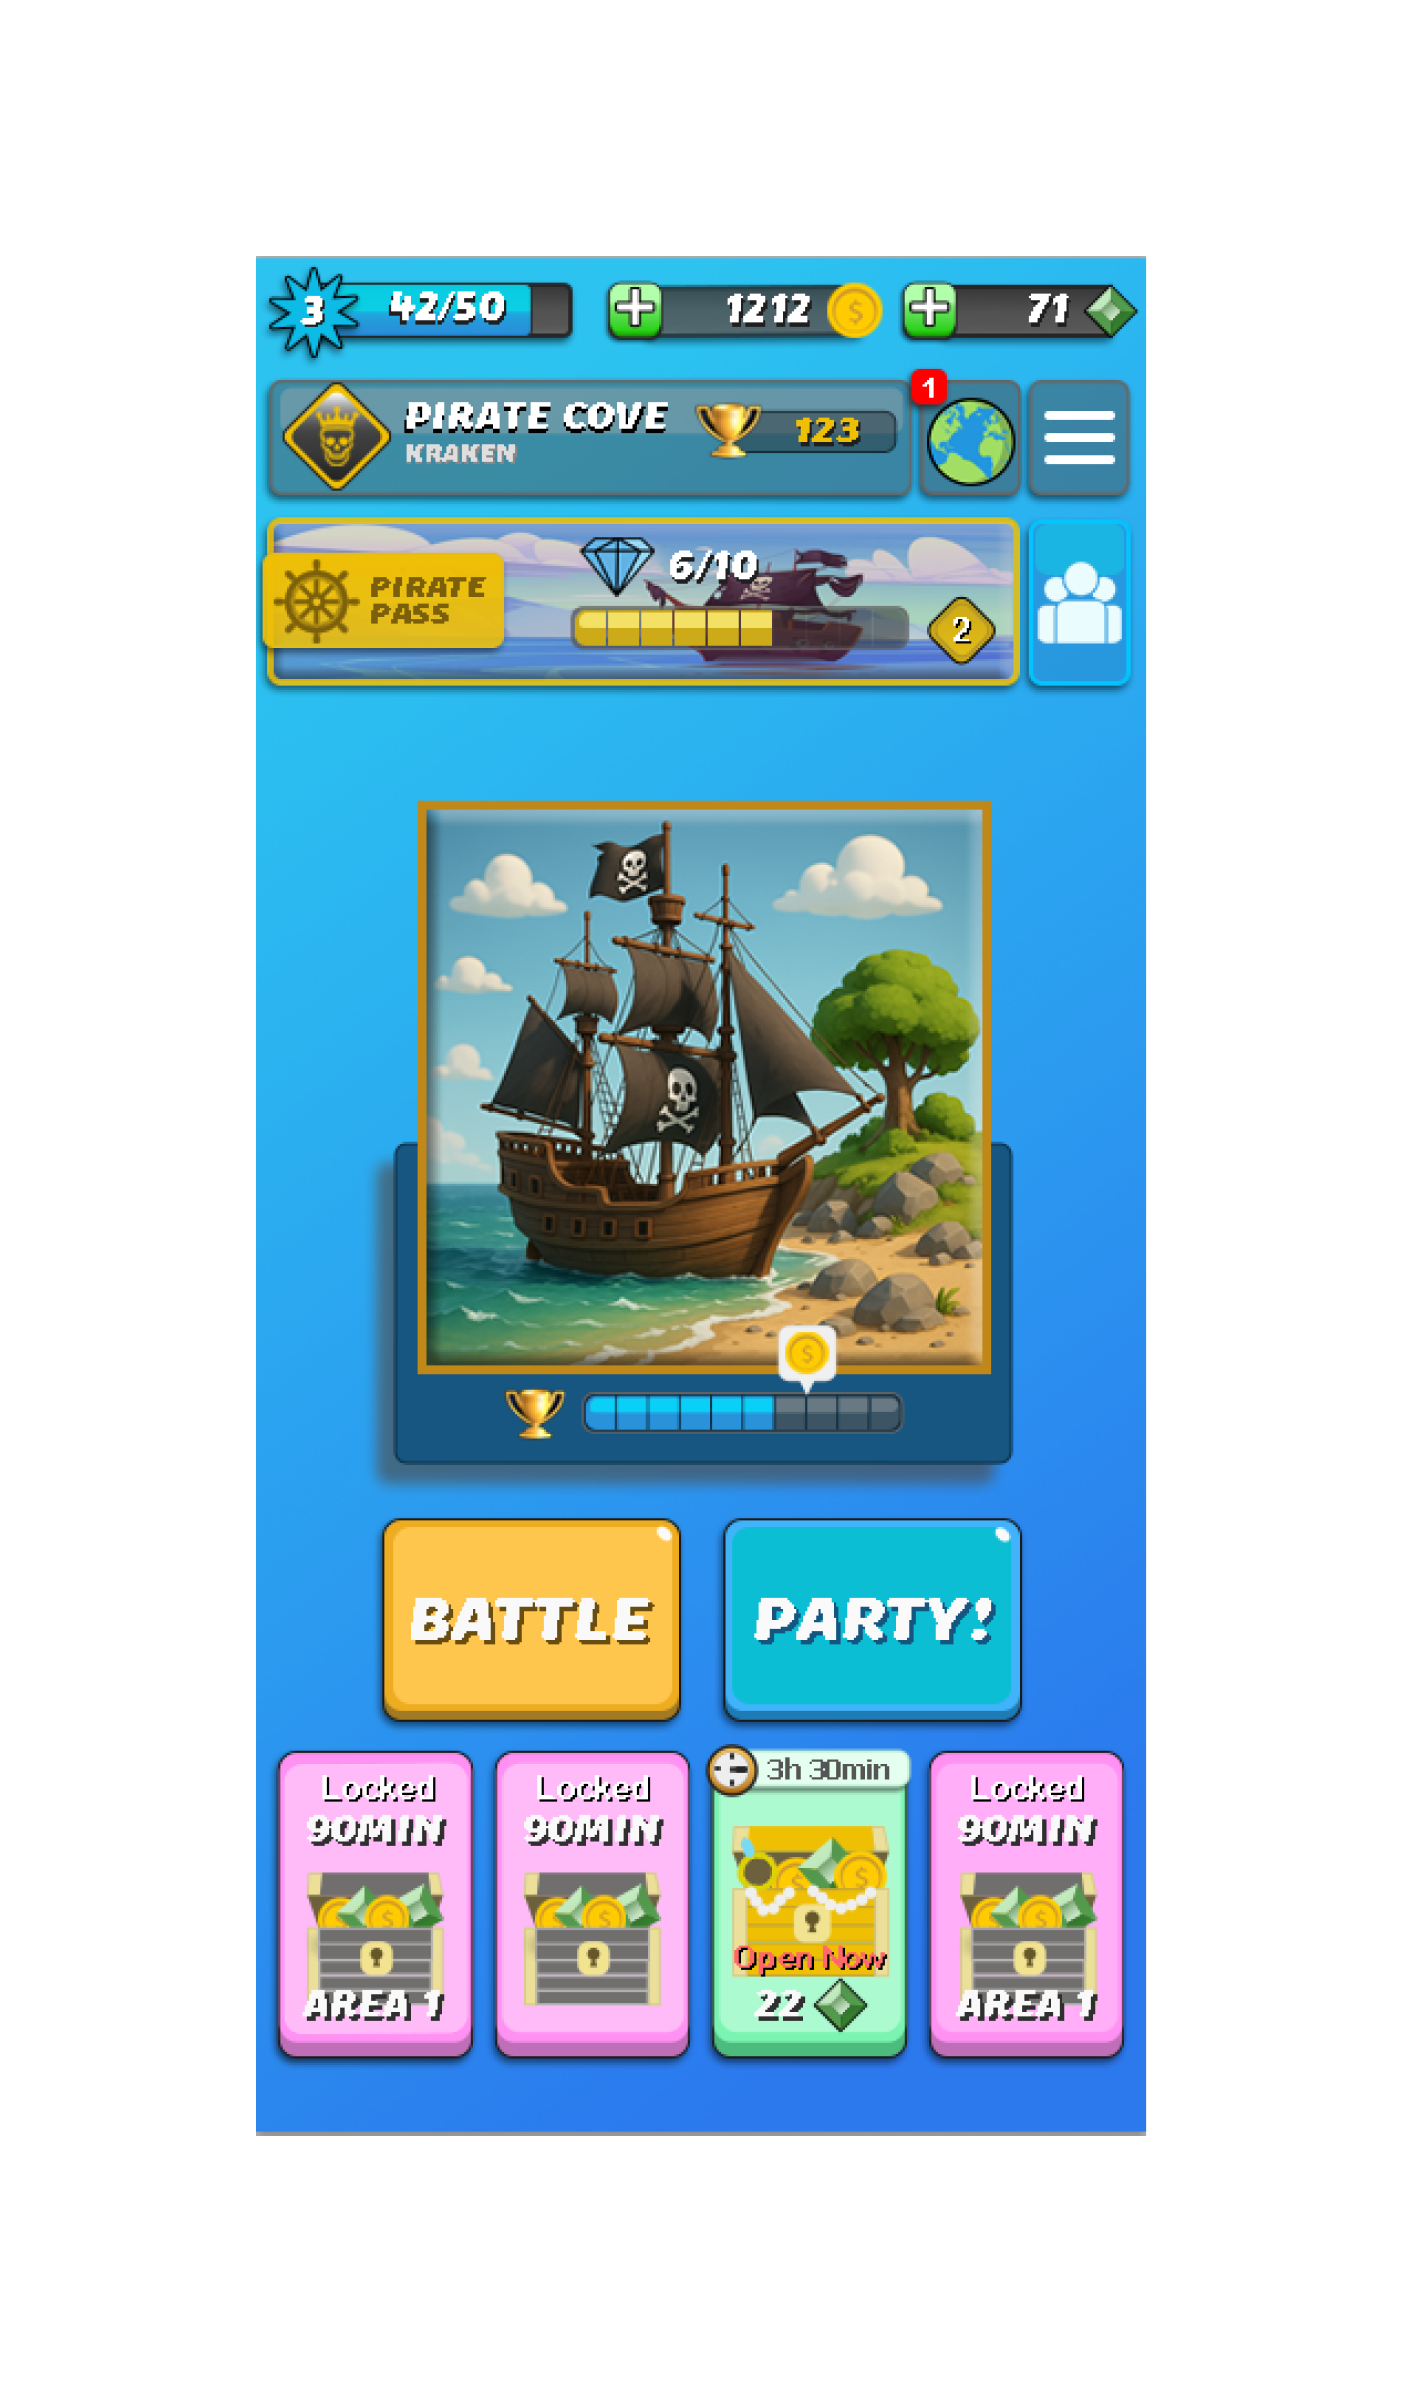 3 42/50 1212 71
1
PIRATE COVE 123
KRAKEN
6/10
PIRATE
PASS
2
BATTLE PARTY!
Locked
90MIN
AREA 1
Locked
90MIN
3h 30min
Open Now
22
Locked
90MIN
AREA 1